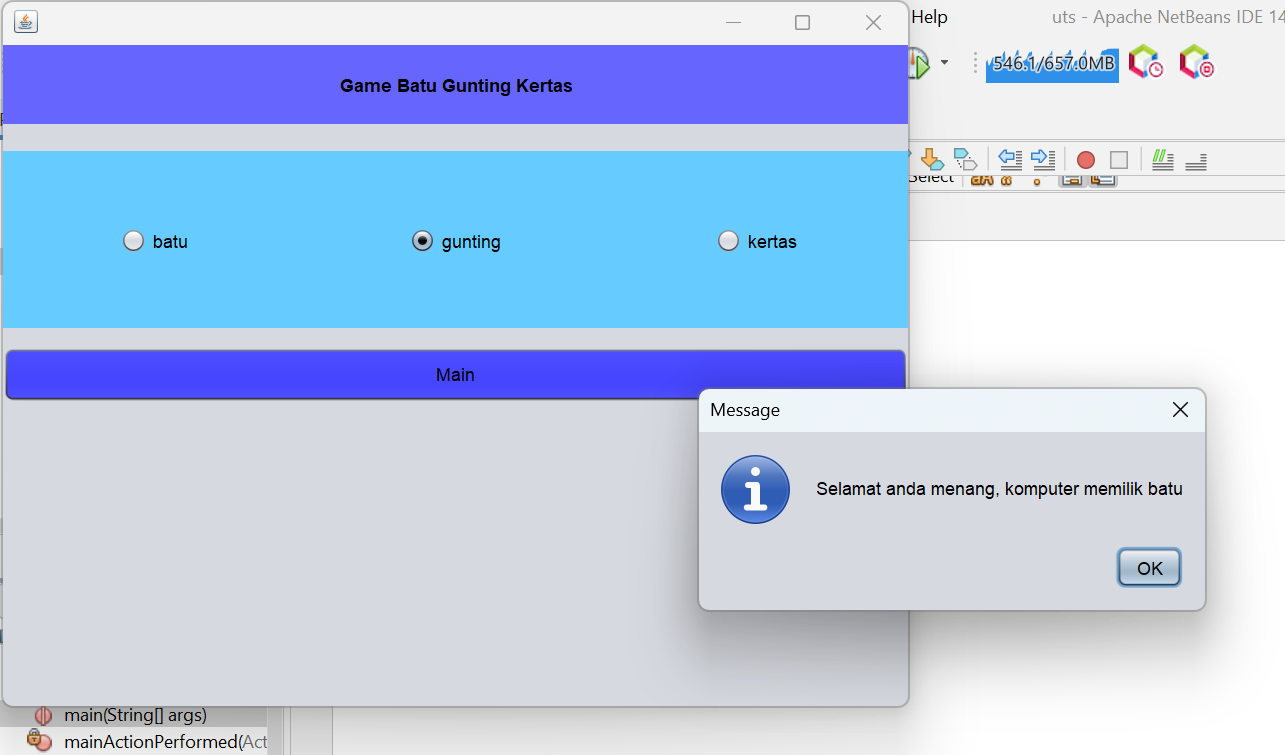 Help
uts - Apache NetBeans IDE 14
546.1/657.0MB
Game Batu Gunting Kertas
Select
batu
gunting
kertas
Main
Message
Selamat anda menang, komputer memilik batu
OK
main(String[] args)
mainActionPerformed(Act